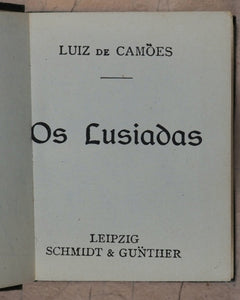 LUIZ DE CAMÕES
Os Lusiadas
LEIPZIG
SCHMIDT & GÜNTHER